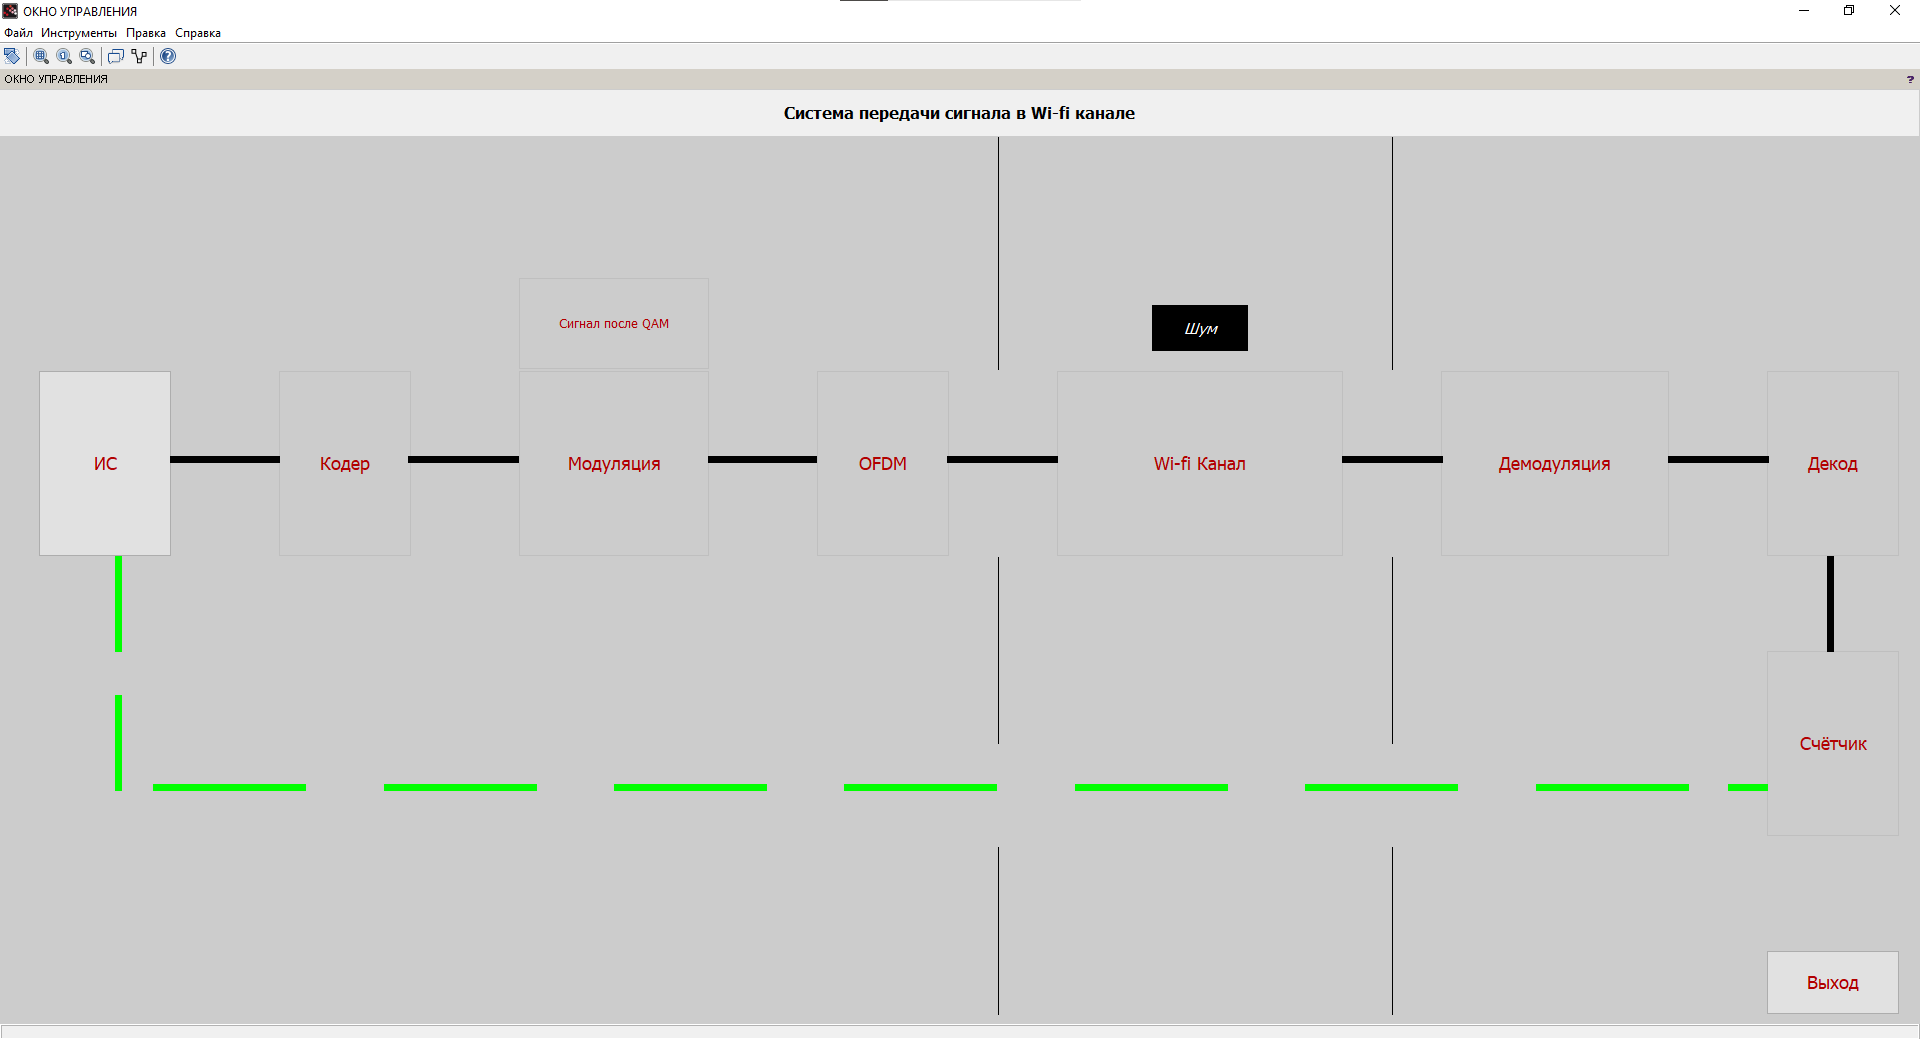 ОКНО УПРАВЛЕНИЯ
Файл Инструменты Правка Справка
ОКНО УПРАВЛЕНИЯ
?
Система передачи сигнала в Wi-fi канале
Сигнал после QAM
Шум
ИС
Кодер
Модуляция
OFDM
Wi-fi Канал
Демодуляция
Декод
Счётчик
Выход